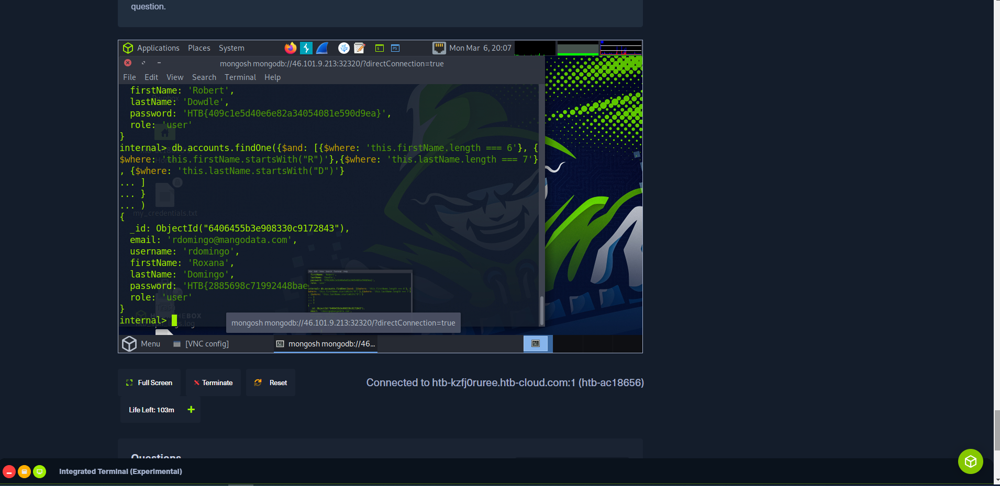 question.
Applications Places System
Mon Mar 6, 20:07
mongosh mongodb://46.101.9.213:32320/?directConnection=true
File Edit View Search Terminal Help
firstName: 'Robert',
lastName: 'Dowdle',
password: 'HTB{409c1e5d40e6e82a34054081e590d9ea}',
role: 'user'
}
internal> db.accounts.findOne({$and: [{$where: 'this.firstName.length === 6'}, {
$where: 'this.firstName.startsWith("R")'},{$where: 'this.lastName.length === 7'}
, {$where: 'this.lastName.startsWith("D")'}
... ]
... }
... )
my_credentials.txt
{
_id: ObjectId("6406455b3e908330c9172843"),
email: 'rdomingo@mangodata.com',
username: 'rdomingo',
firstName: 'Roxana',
lastName: 'Domingo',
password: 'HTB{2885698c71992448bae
role: 'user'
}
internal>
mongosh mongodb://46.101.9.213:32320/?directConnection=true
Menu [VNC config] mongosh mongodb://46...
Full Screen Terminate Reset
Connected to htb-kzfj0ruree.htb-cloud.com:1 (htb-ac18656)
Life Left: 103m +
Questions
Integrated Terminal (Experimental)